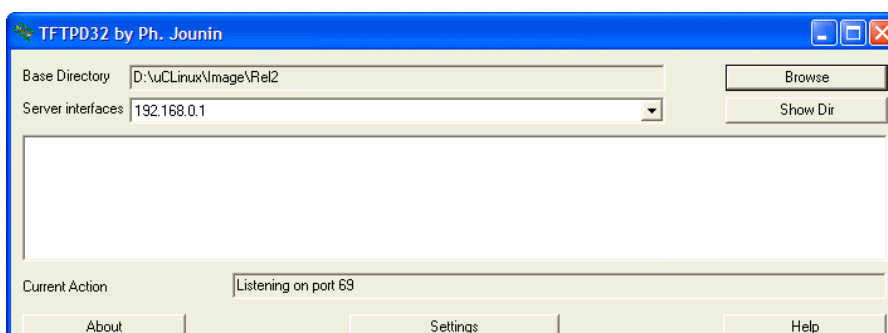 TFTPD32 by Ph. Jounin
Base Directory D:\uCLinux\Image\Rel2 Browse
Server interfaces 192.168.0.1 Show Dir
Current Action Listening on port 69
About Settings Help